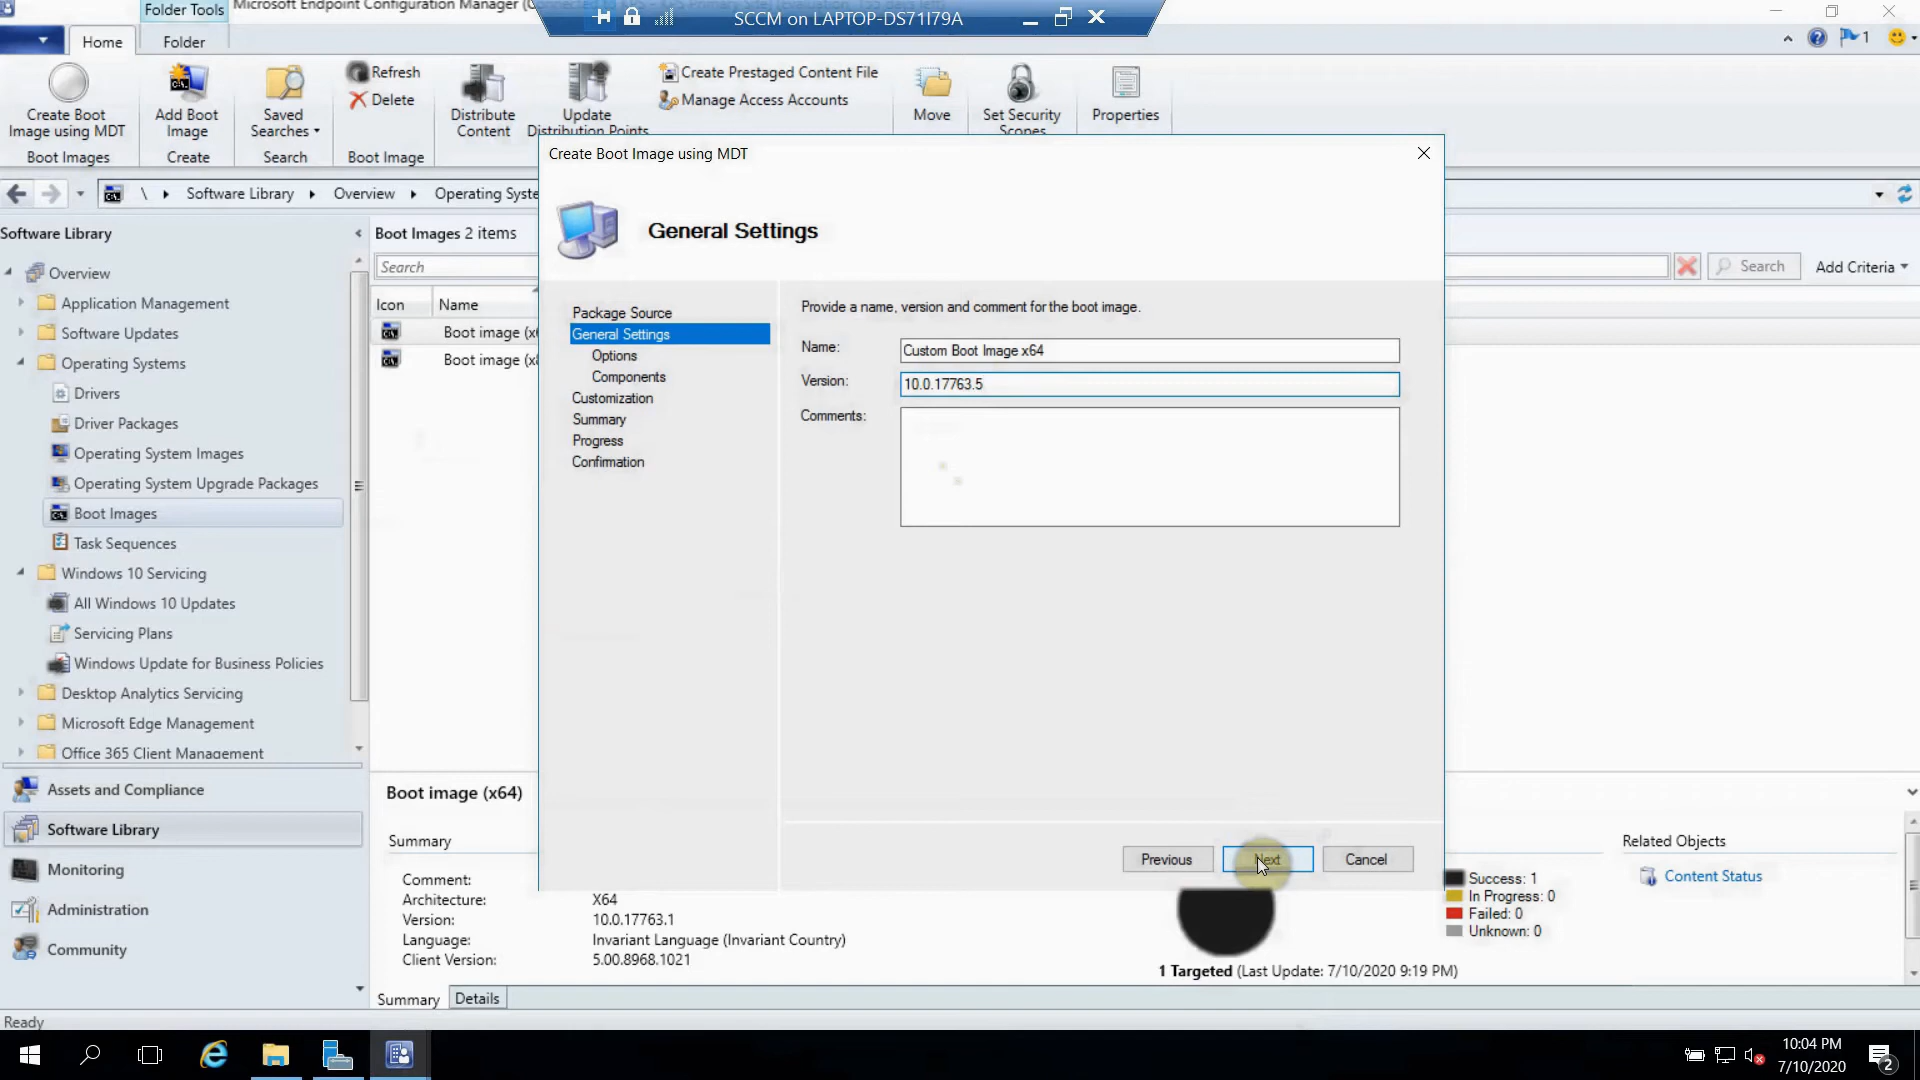 Folder Tools
Microsoft Endpoint Configuration Manager
SCCM on LAPTOP-DS71I79A
Home
Folder
1
Create Boot
Image using MDT
Boot Images
Add Boot
Image
Create
Saved
Searches
Search
Refresh
Delete
Boot Image
Distribute
Content
Update
Distribution Points
Create Prestaged Content File
Manage Access Accounts
Move
Set Security
Scopes
Properties
\
Software Library
Overview
Operating Syste
Software Library
Overview
Application Management
Software Updates
Operating Systems
Drivers
Driver Packages
Operating System Images
Operating System Upgrade Packages
Boot Images
Task Sequences
Windows 10 Servicing
All Windows 10 Updates
Servicing Plans
Windows Update for Business Policies
Desktop Analytics Servicing
Microsoft Edge Management
Office 365 Client Management
Assets and Compliance
Software Library
Monitoring
Administration
Community
Ready
Boot Images 2 items
Search
Search
Add Criteria
Icon
Name
Boot image (x6
Boot image (x8
Create Boot Image using MDT
General Settings
Package Source
General Settings
Options
Components
Customization
Summary
Progress
Confirmation
Provide a name, version and comment for the boot image.
Name:
Custom Boot Image x64
Version:
10.0.17763.5
Comments:
Previous
Next
Cancel
Boot image (x64)
Summary
Comment:
Architecture:
X64
Version:
10.0.17763.1
Language:
Invariant Language (Invariant Country)
Client Version:
5.00.8968.1021
Success: 1
In Progress: 0
Failed: 0
Unknown: 0
1 Targeted (Last Update: 7/10/2020 9:19 PM)
Related Objects
Content Status
Summary
Details
10:04 PM
7/10/2020
2